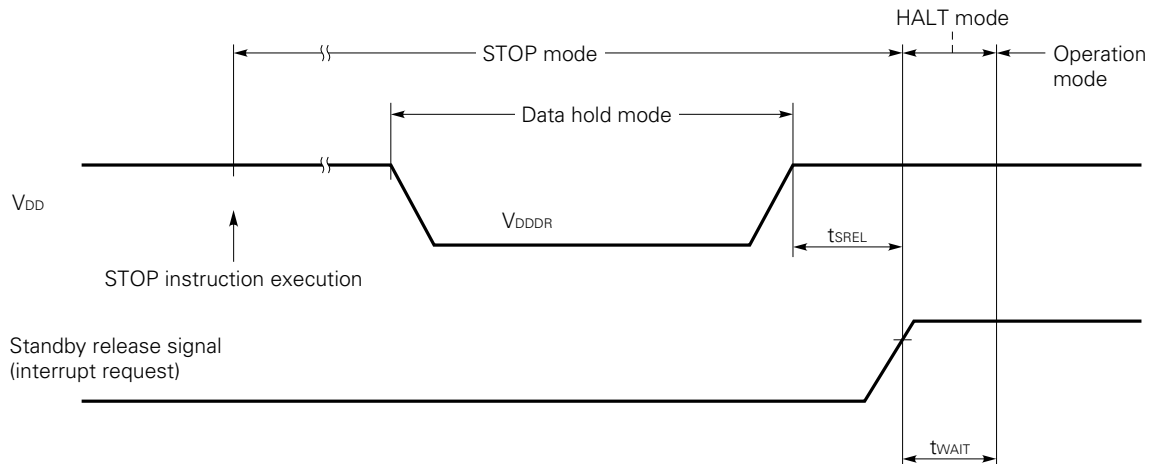 HALT mode
STOP mode
Operation
mode
Data hold mode
VDD
VDDDR
tSREL
STOP instruction execution
Standby release signal
(interrupt request)
tWAIT